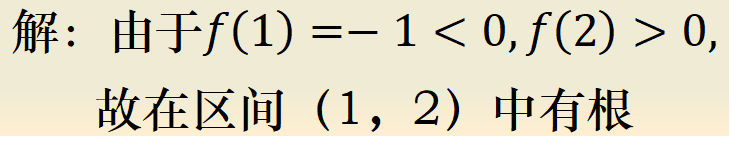 解：由于f(1) =− 1 < 0, f(2) > 0,
故在区间（1，2）中有根